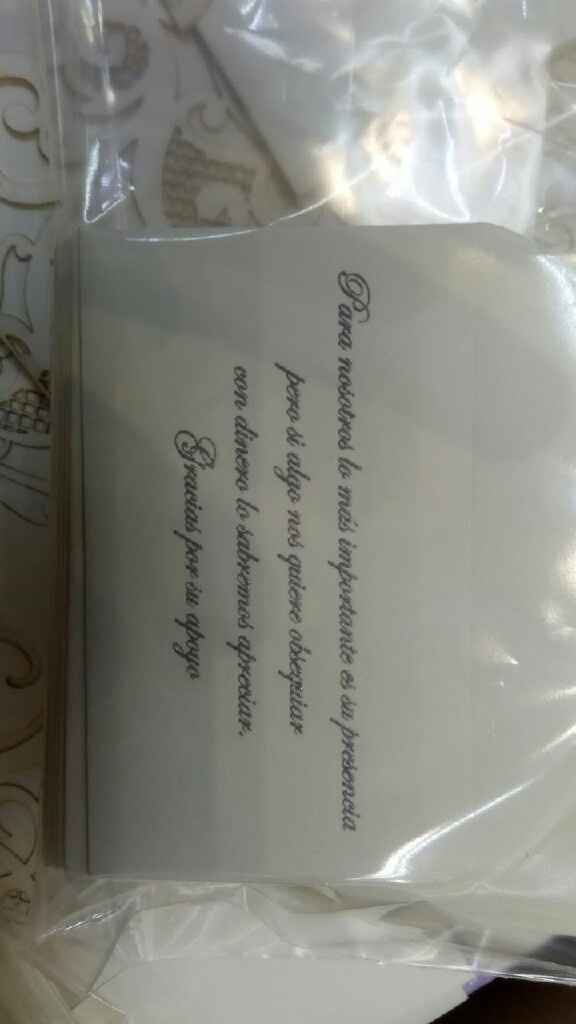 Para nosotros lo más importante es su presencia
pero si algo nos quiere obsequiar
con dinero lo sabremos apreciar.
Gracias por su apoyo